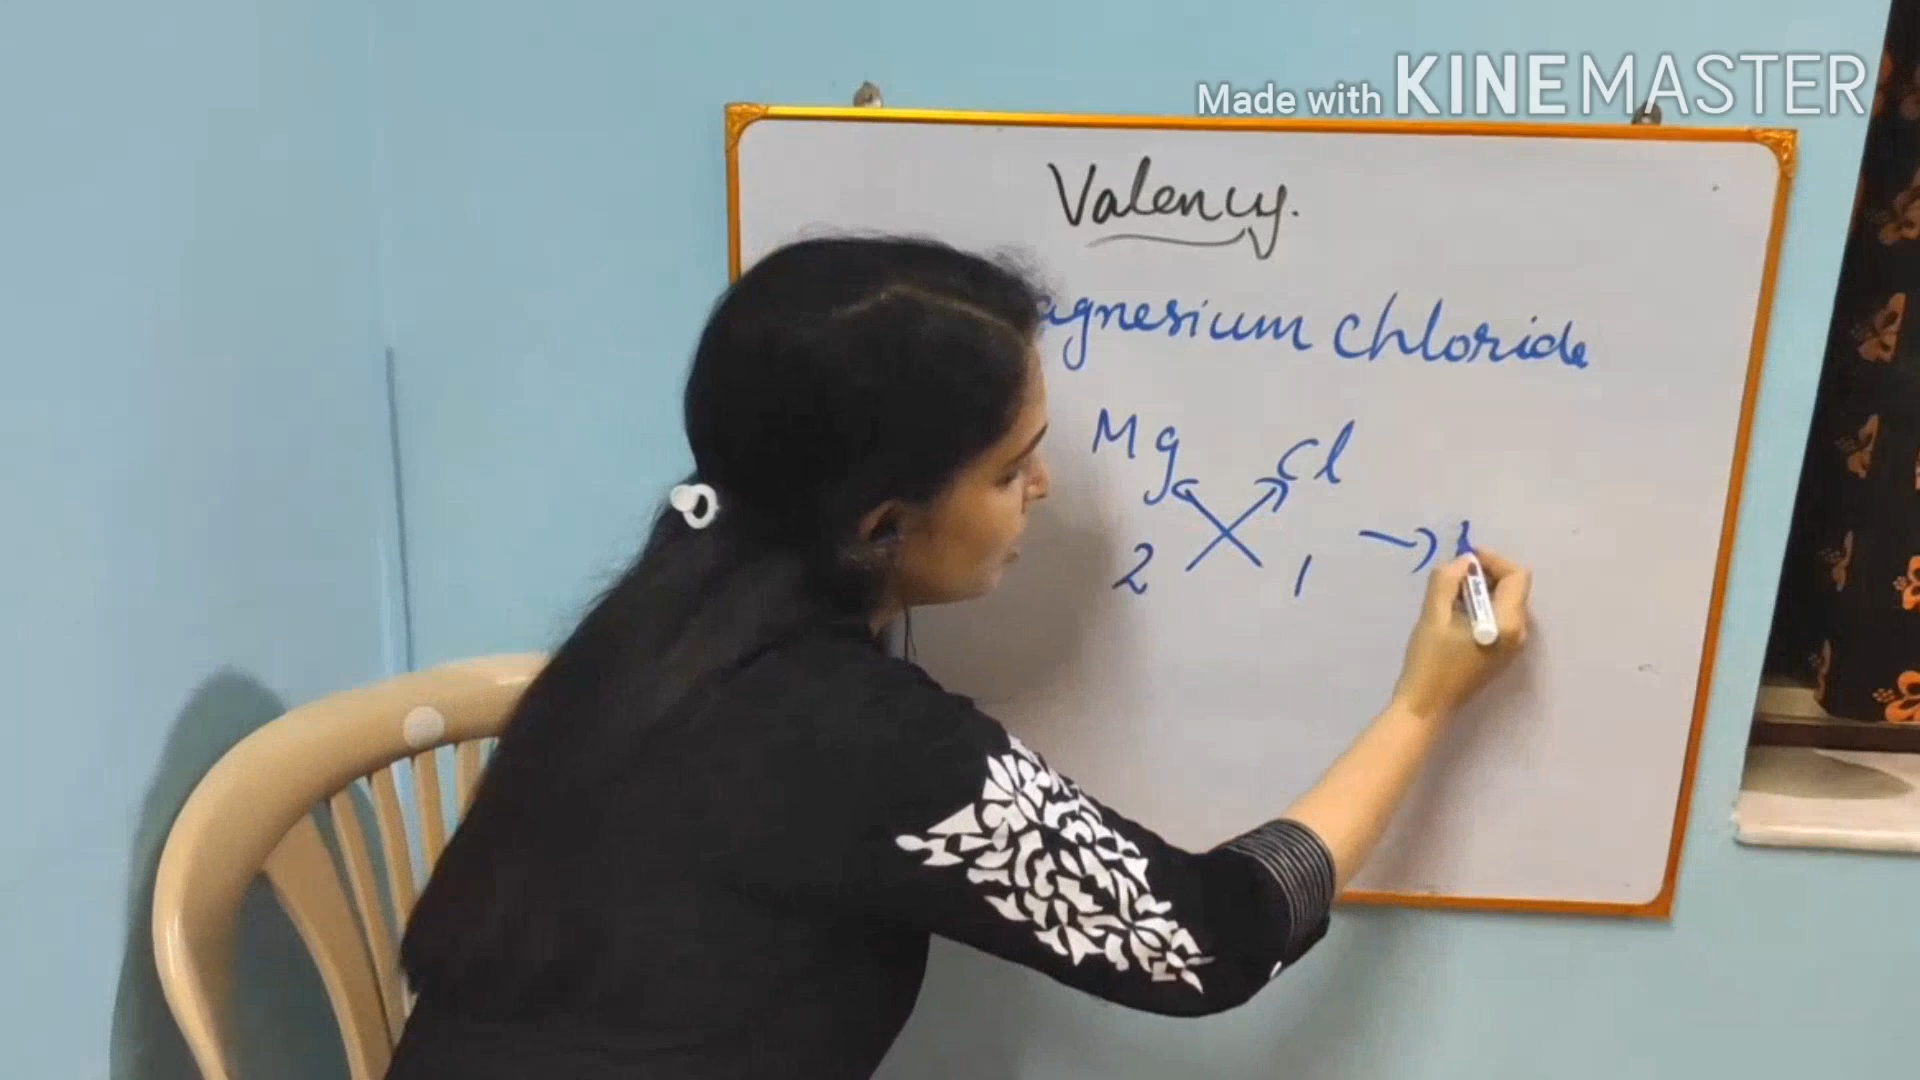 Made with KINEMASTER
Valency.
agnesium chloride
Mg Cl
2 1 →